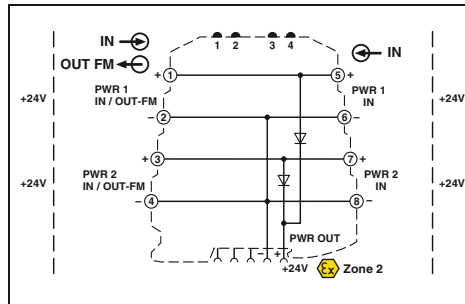 IN
1 2 3 4
IN
OUT FM
+ 1
5 +
PWR 1
IN / OUT-FM
PWR 1
IN
+24V
+24V
– 2
6 –
+ 3
7 +
+24V
+24V
PWR 2
IN / OUT-FM
PWR 2
IN
– 4
8 –
PWR OUT
– +
+24V
Ex Zone 2